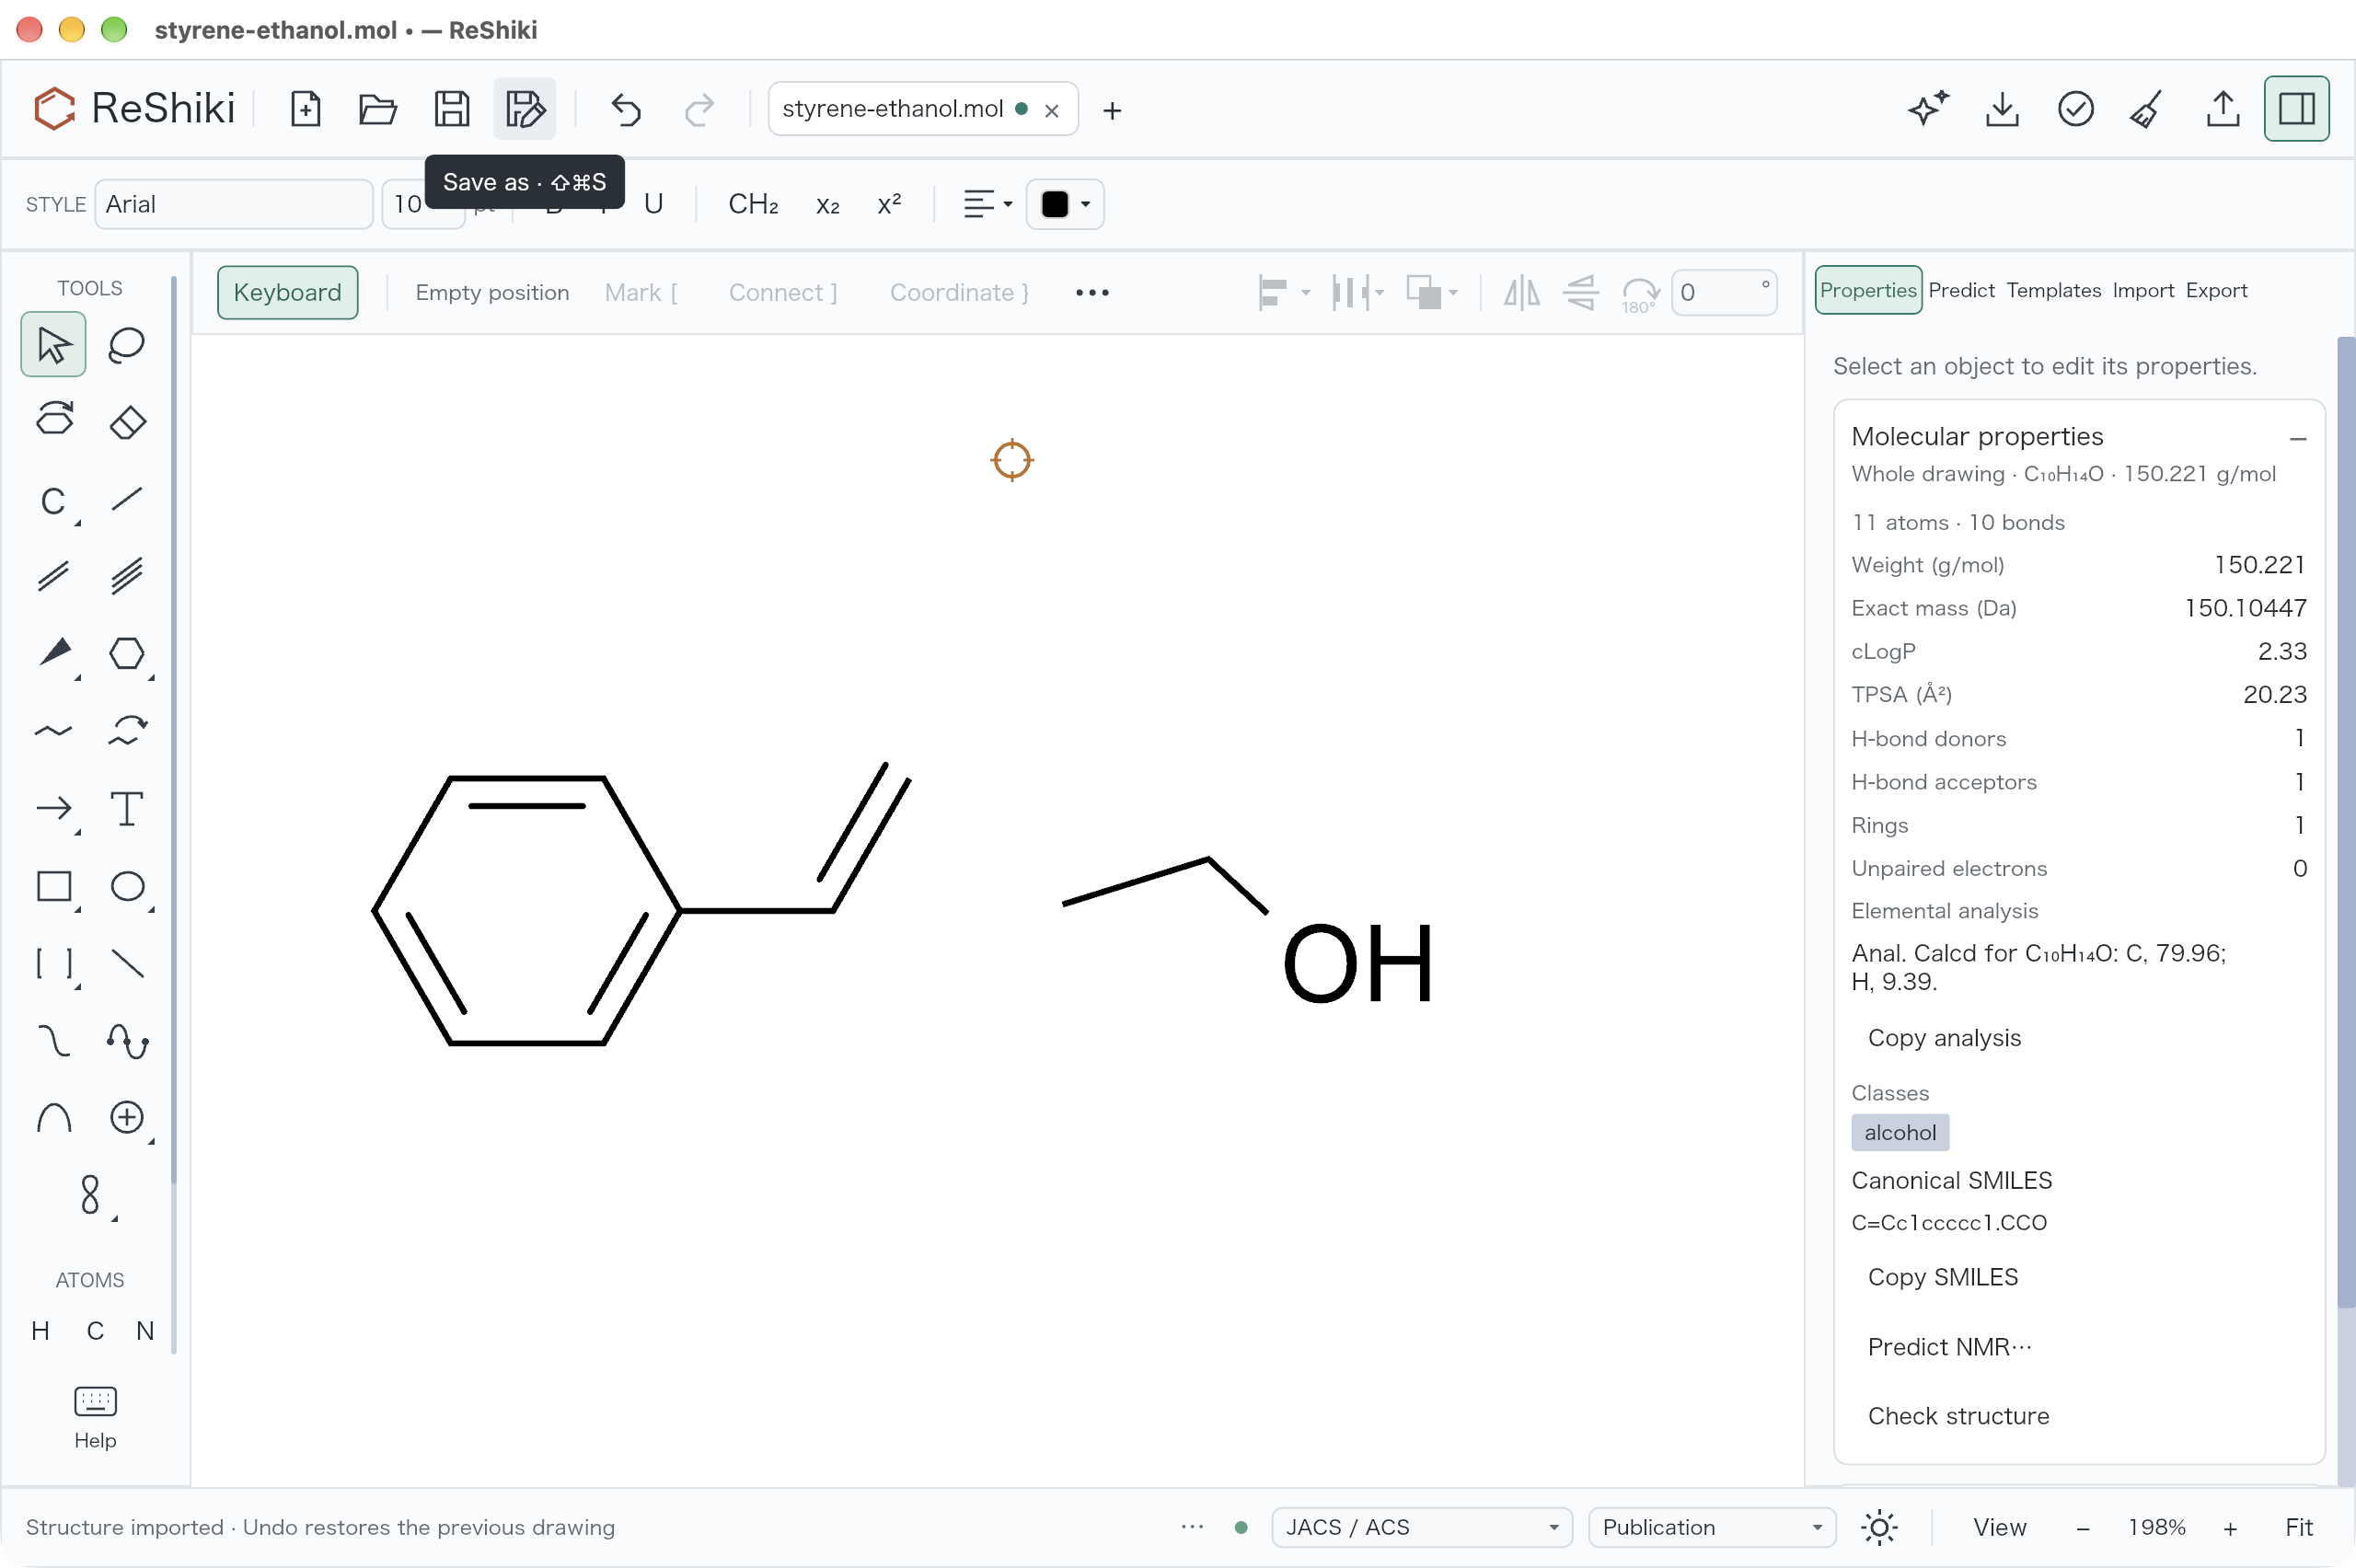 styrene-ethanol.mol • — ReShiki
ReShiki
styrene-ethanol.mol
Save as · ⇧⌘S
STYLE Arial 10 U CH₂ x₂ x²
TOOLS
Keyboard Empty position Mark [ Connect ] Coordinate } ••• 180° 0 °
Properties Predict Templates Import Export
Select an object to edit its properties.
Molecular properties –
Whole drawing · C₁₀H₁₄O · 150.221 g/mol
11 atoms · 10 bonds
Weight (g/mol) 150.221
Exact mass (Da) 150.10447
cLogP 2.33
TPSA (Å²) 20.23
H-bond donors 1
H-bond acceptors 1
Rings 1
Unpaired electrons 0
Elemental analysis
Anal. Calcd for C₁₀H₁₄O: C, 79.96;
H, 9.39.
Copy analysis
Classes
alcohol
Canonical SMILES
C=Cc1ccccc1.CCO
Copy SMILES
Predict NMR⋯
Check structure
C
T
[ ]
OH
ATOMS
H C N
Help
Structure imported · Undo restores the previous drawing
⋯ JACS / ACS Publication View – 198% + Fit